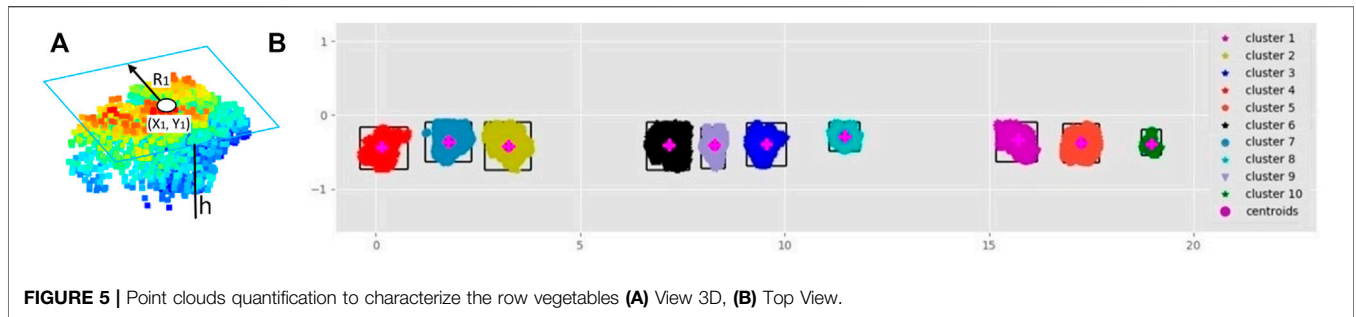 A
R1
(X1, Y1)
h
B
1
0
−1
0
5
10
15
20
cluster 1
cluster 2
cluster 3
cluster 4
cluster 5
cluster 6
cluster 7
cluster 8
cluster 9
cluster 10
centroids
FIGURE 5 | Point clouds quantification to characterize the row vegetables (A) View 3D, (B) Top View.